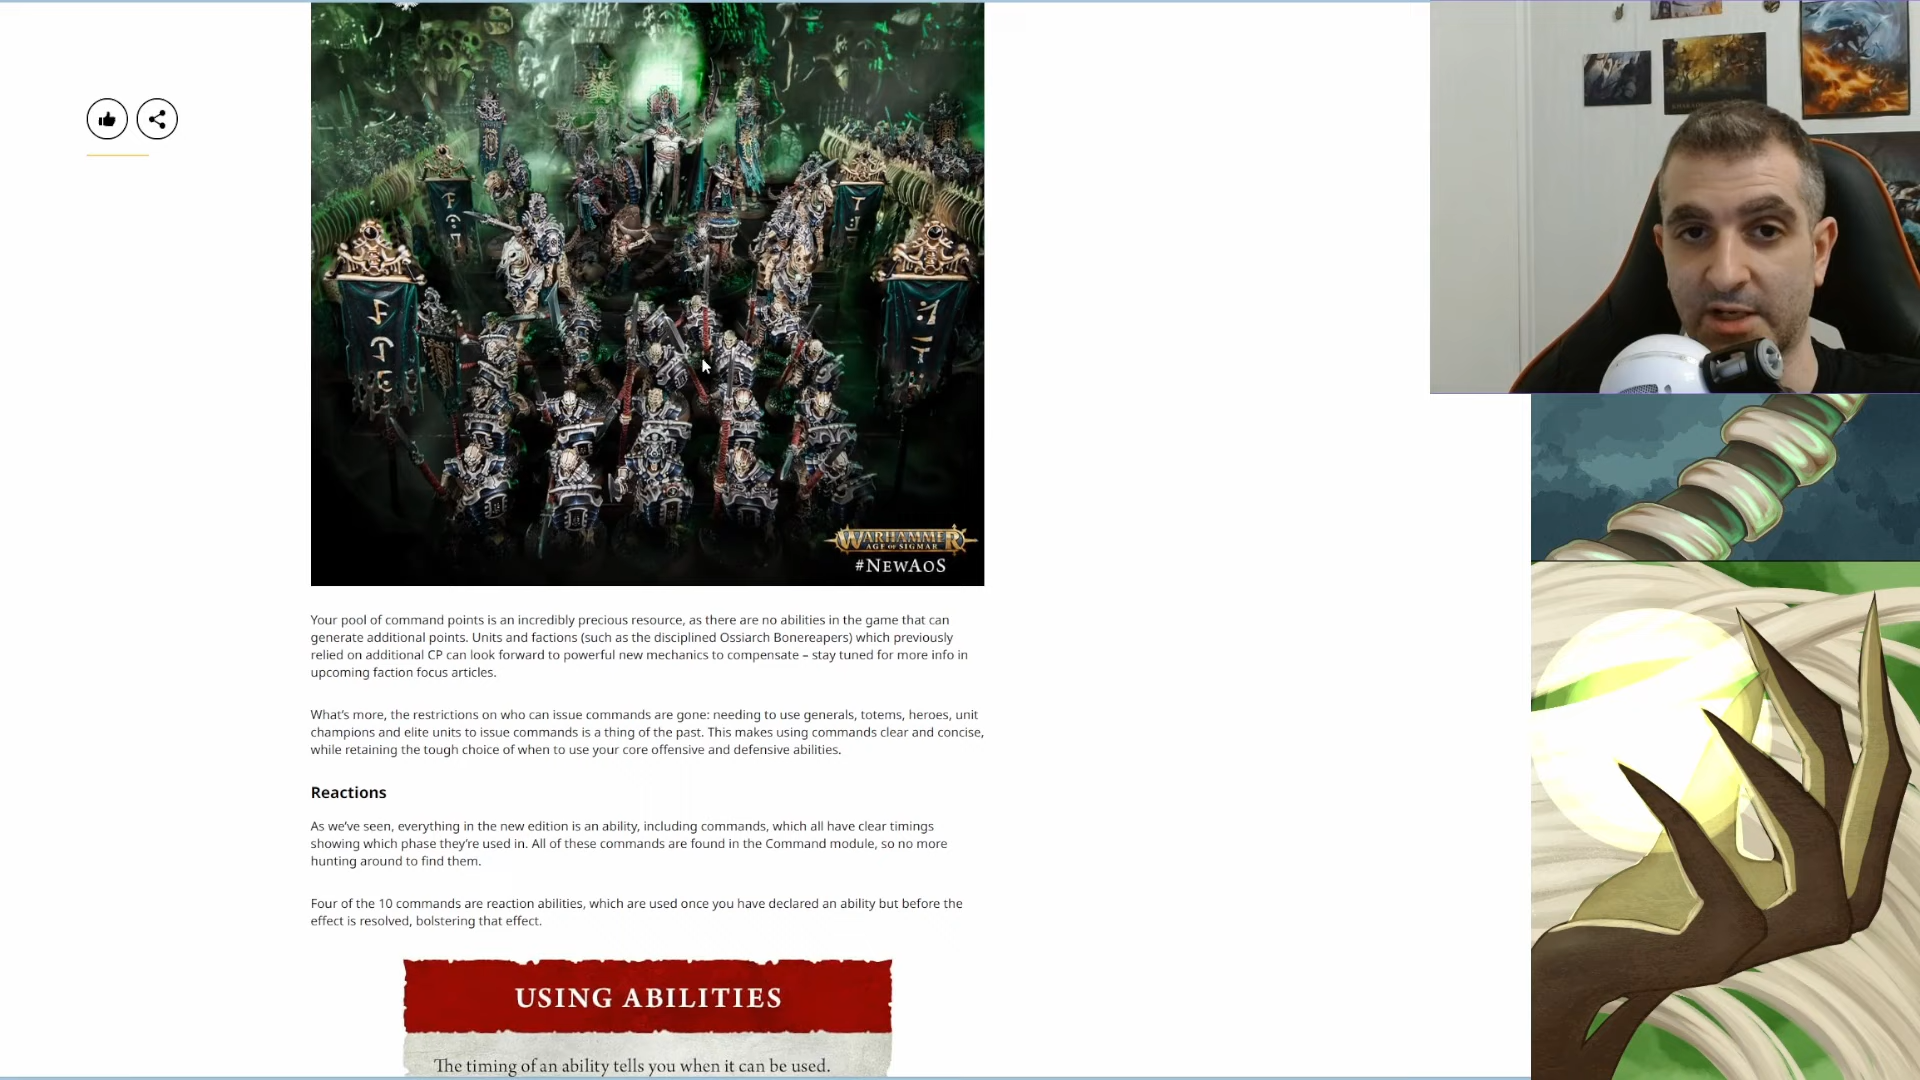 WARHAMMER
AGE OF SIGMAR
#NEWAOS
Your pool of command points is an incredibly precious resource, as there are no abilities in the game that can
generate additional points. Units and factions (such as the disciplined Ossiarch Bonereapers) which previously
relied on additional CP can look forward to powerful new mechanics to compensate – stay tuned for more info in
upcoming faction focus articles.
What's more, the restrictions on who can issue commands are gone: needing to use generals, totems, heroes, unit
champions and elite units to issue commands is a thing of the past. This makes using commands clear and concise,
while retaining the tough choice of when to use your core offensive and defensive abilities.
Reactions
As we've seen, everything in the new edition is an ability, including commands, which all have clear timings
showing which phase they're used in. All of these commands are found in the Command module, so no more
hunting around to find them.
Four of the 10 commands are reaction abilities, which are used once you have declared an ability but before the
effect is resolved, bolstering that effect.
USING ABILITIES
The timing of an ability tells you when it can be used.